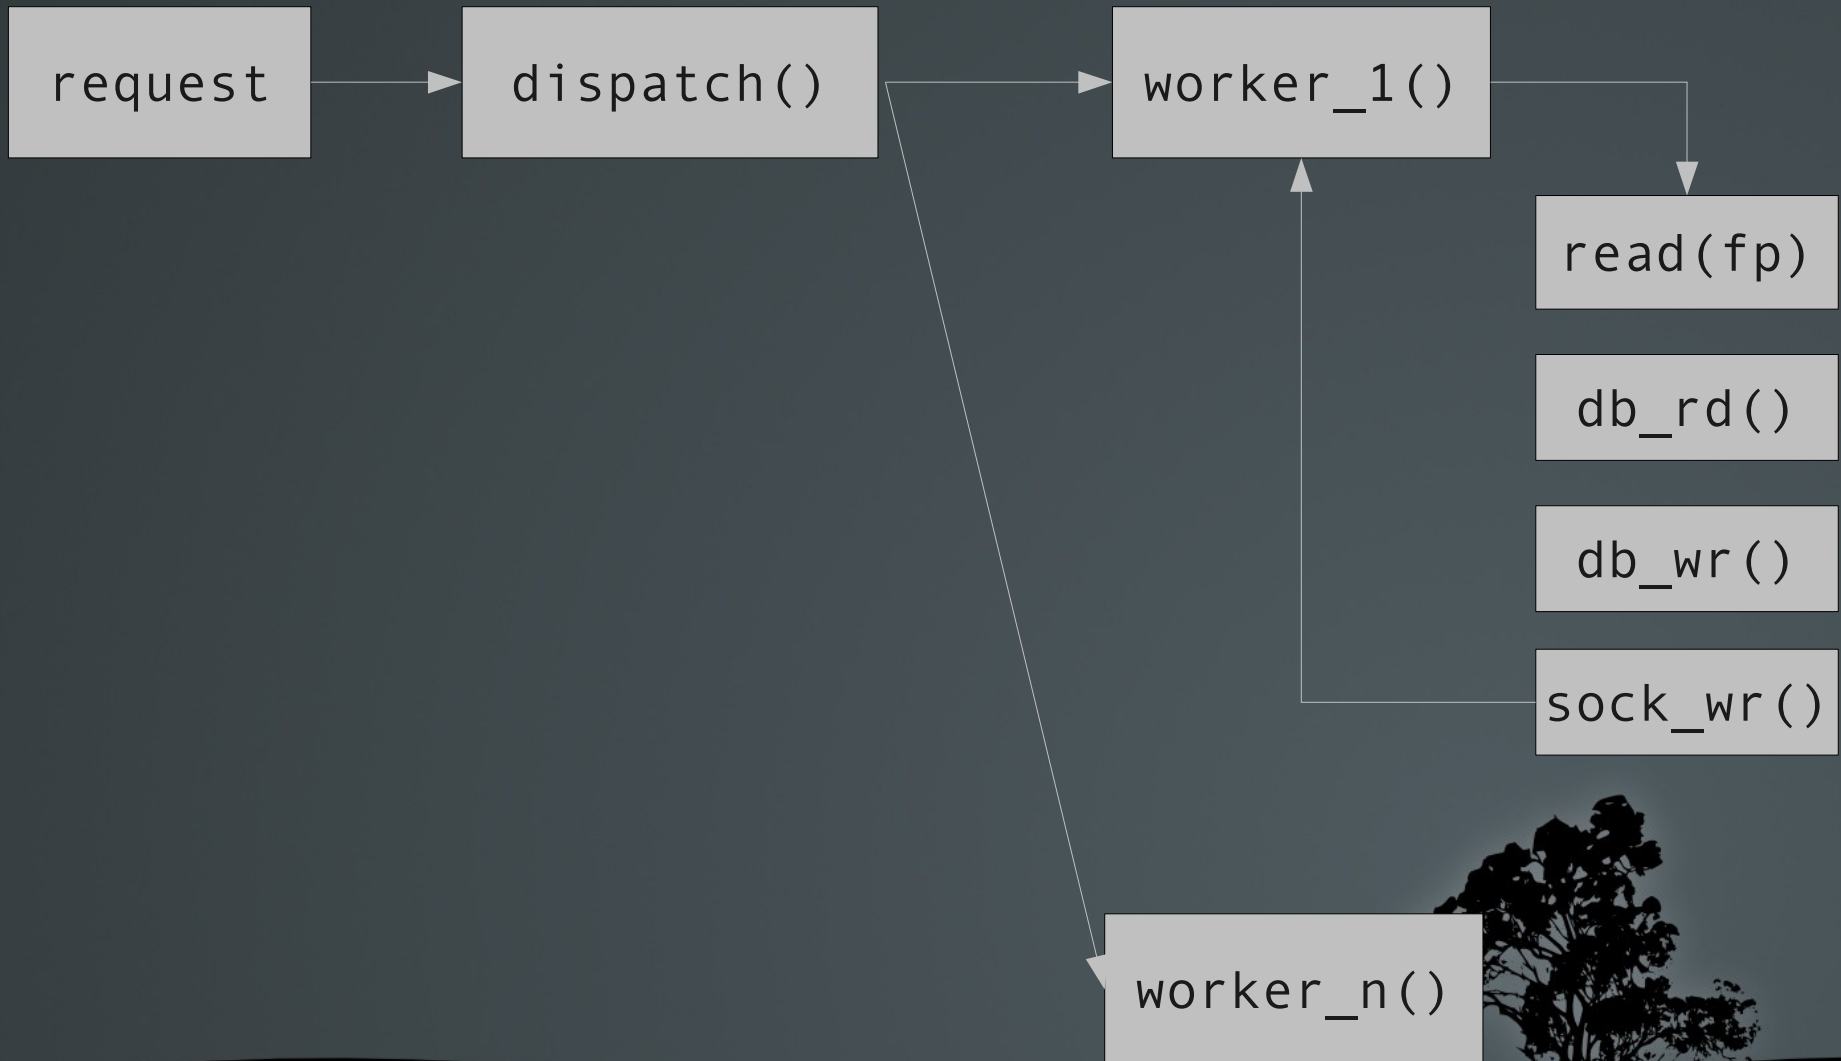 request
dispatch()
worker_1()
read(fp)
db_rd()
db_wr()
sock_wr()
worker_n()